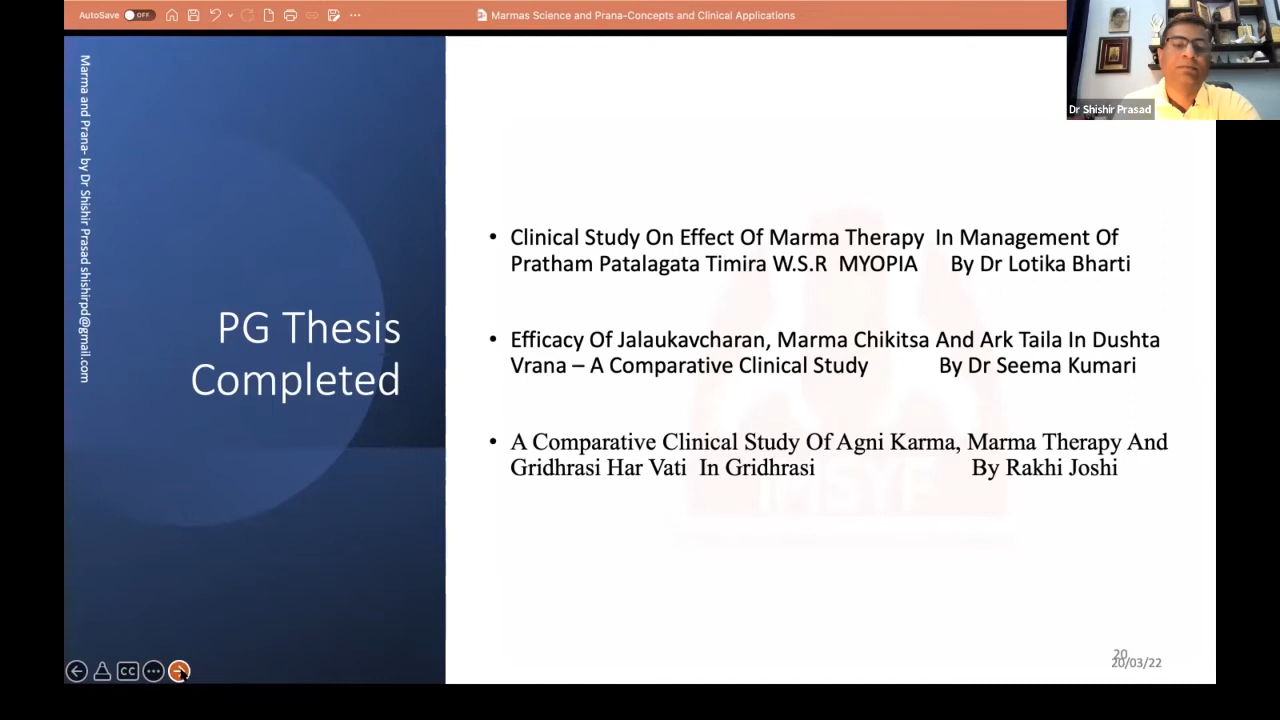 AutoSave OFF
Marmas Science and Prana-Concepts and Clinical Applications
Dr Shishir Prasad
Marma and Prana- by Dr Shishir Prasad shishirpd@gmail.com
PG Thesis
Completed
• Clinical Study On Effect Of Marma Therapy In Management Of
Pratham Patalagata Timira W.S.R MYOPIA By Dr Lotika Bharti
• Efficacy Of Jalaukavcharan, Marma Chikitsa And Ark Taila In Dushta
Vrana – A Comparative Clinical Study By Dr Seema Kumari
• A Comparative Clinical Study Of Agni Karma, Marma Therapy And
Gridhrasi Har Vati In Gridhrasi By Rakhi Joshi
IMSYF
CC
20
20/03/22